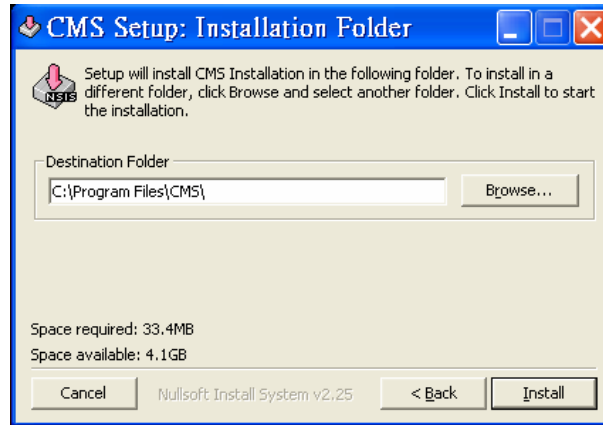 CMS Setup: Installation Folder
Setup will install CMS Installation in the following folder. To install in a
different folder, click Browse and select another folder. Click Install to start
the installation.
NSIS
Destination Folder
C:\Program Files\CMS\
Browse...
Space required: 33.4MB
Space available: 4.1GB
Cancel
Nullsoft Install System v2.25
< Back
Install